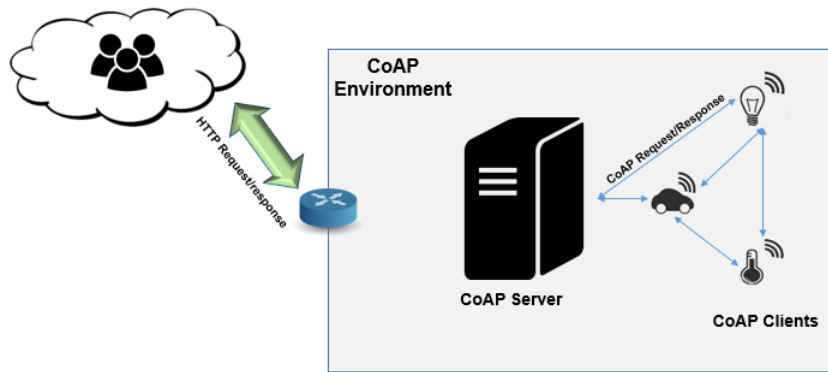 CoAP
Environment
HTTP Request/response
CoAP Request/Response
CoAP Server
CoAP Clients